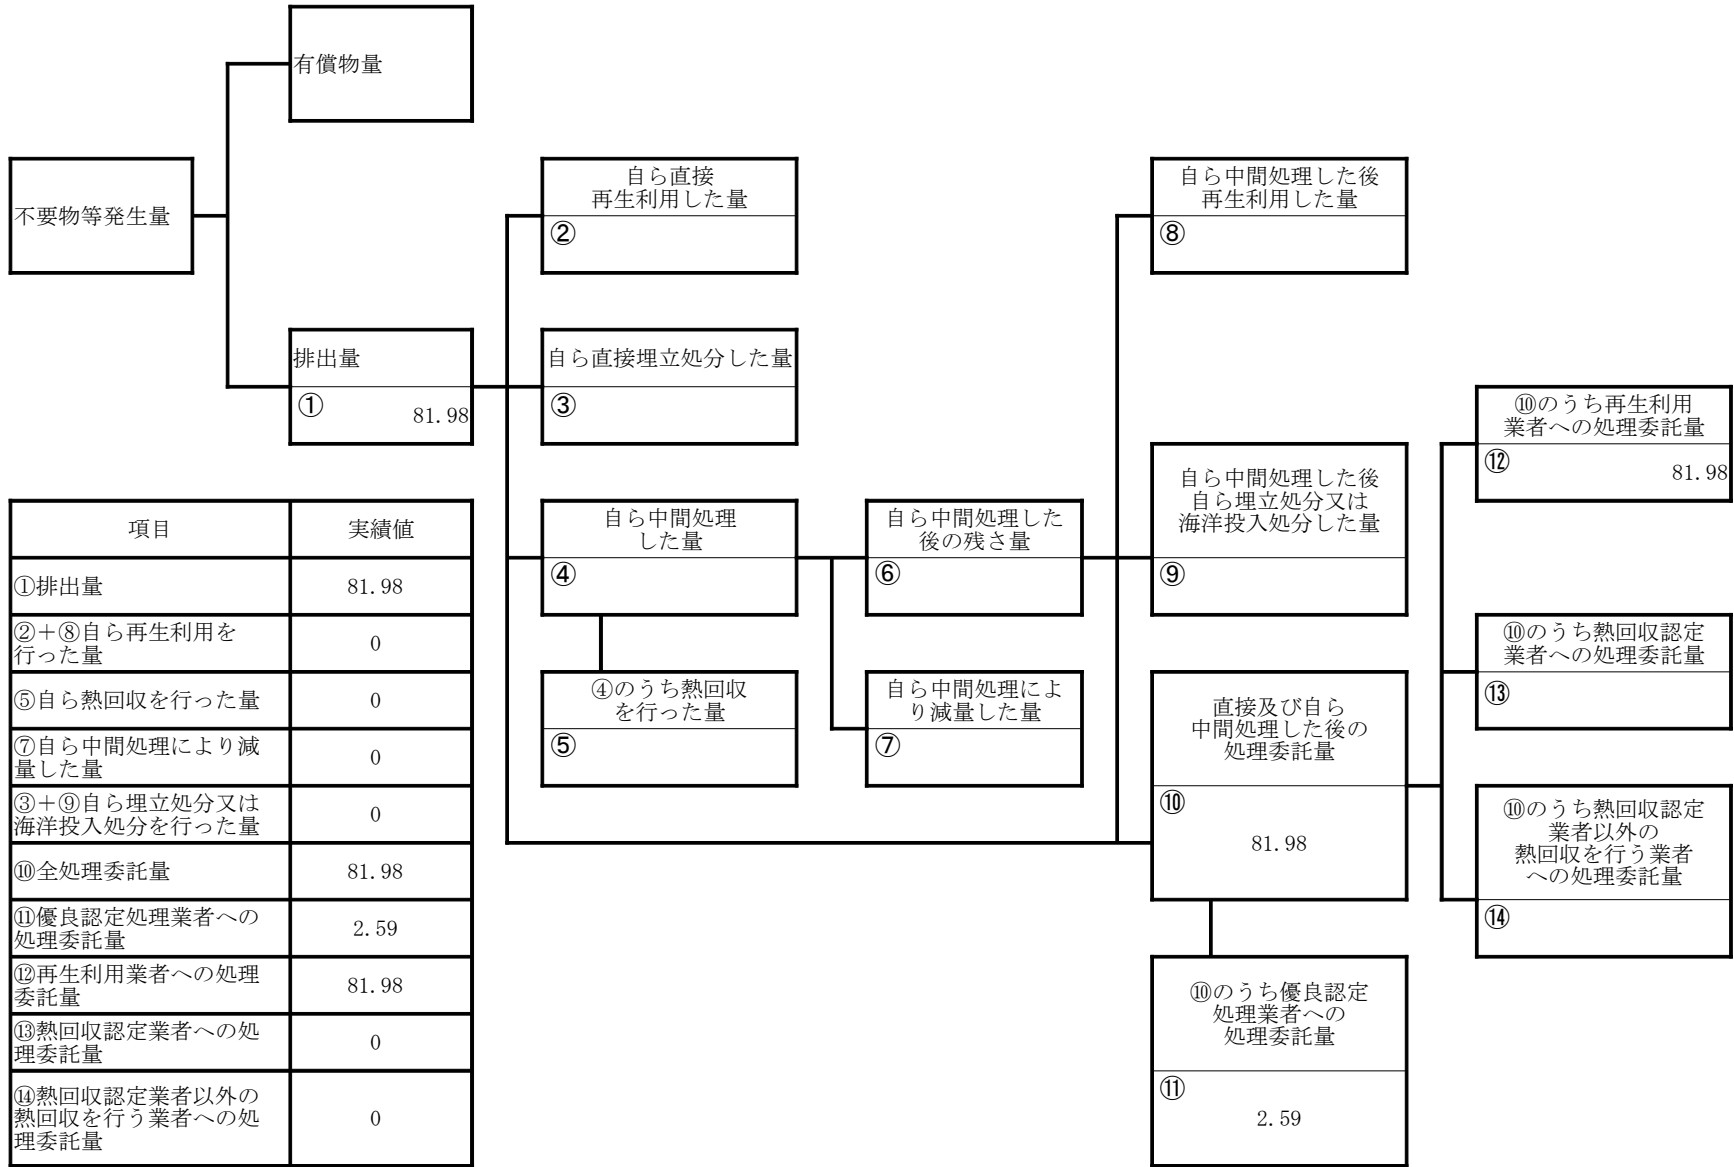 有償物量
不要物等発生量
自ら直接
再生利用した量
②
自ら中間処理した後
再生利用した量
⑧
排出量
①
81.98
自ら直接埋立処分した量
③
⑩のうち再生利用
業者への処理委託量
⑫
81.98
自ら中間処理
した量
④
自ら中間処理した
後の残さ量
⑥
自ら中間処理した後
自ら埋立処分又は
海洋投入処分した量
⑨
⑩のうち熱回収認定
業者への処理委託量
⑬
④のうち熱回収
を行った量
⑤
自ら中間処理によ
り減量した量
⑦
直接及び自ら
中間処理した後の
処理委託量
⑩
81.98
⑩のうち熱回収認定
業者以外の
熱回収を行う業者
への処理委託量
⑭
⑩のうち優良認定
処理業者への
処理委託量
⑪
2.59
項目 実績値
①排出量 81.98
②+⑧自ら再生利用を
行った量 0
⑤自ら熱回収を行った量 0
⑦自ら中間処理により減
量した量 0
③+⑨自ら埋立処分又は
海洋投入処分を行った量 0
⑩全処理委託量 81.98
⑪優良認定処理業者への
処理委託量 2.59
⑫再生利用業者への処理
委託量 81.98
⑬熱回収認定業者への処
理委託量 0
⑭熱回収認定業者以外の
熱回収を行う業者への処
理委託量 0